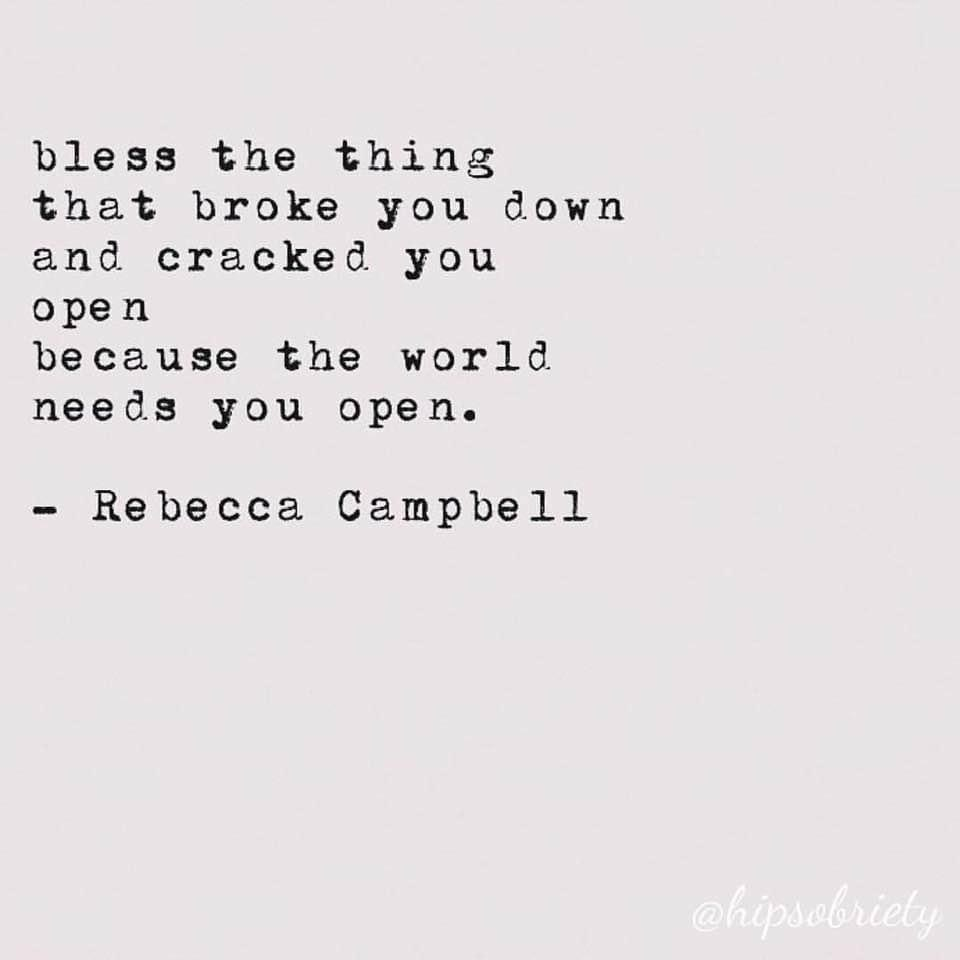 bless the thing
that broke you down
and cracked you
open
because the world
needs you open.
- Rebecca Campbell
@hipsobriety